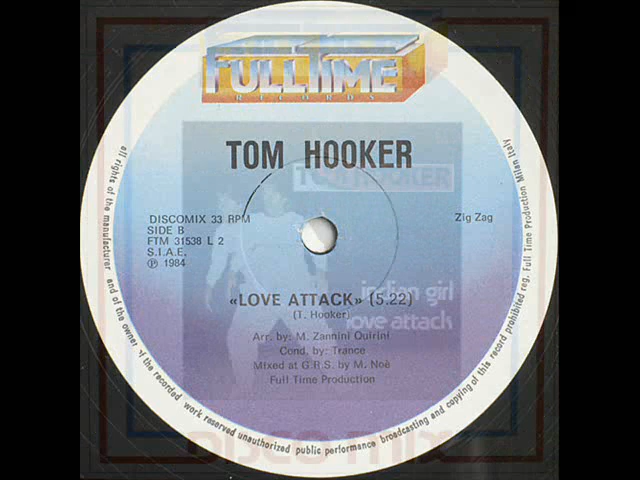 FULLTIME
RECORDS
TOM HOOKER
TOM HOOKER
DISCOMIX 33 RPM
SIDE B
FTM 31538 L 2
S.I.A.E.
℗ 1984
Zig Zag
«LOVE ATTACK» (5.22)
(T. Hooker)
indian girl
love attack
Arr. by: M. Zannini Quirini
Cond. by: Trance
Mixed at G.R.S. by M. Noè
Full Time Production
all rights of the manufacturer and of the owner of the recorded work reserved unauthorized public performance broadcasting and copying of this record prohibited reg. Full Time Production Milan Italy
DISCO MIX